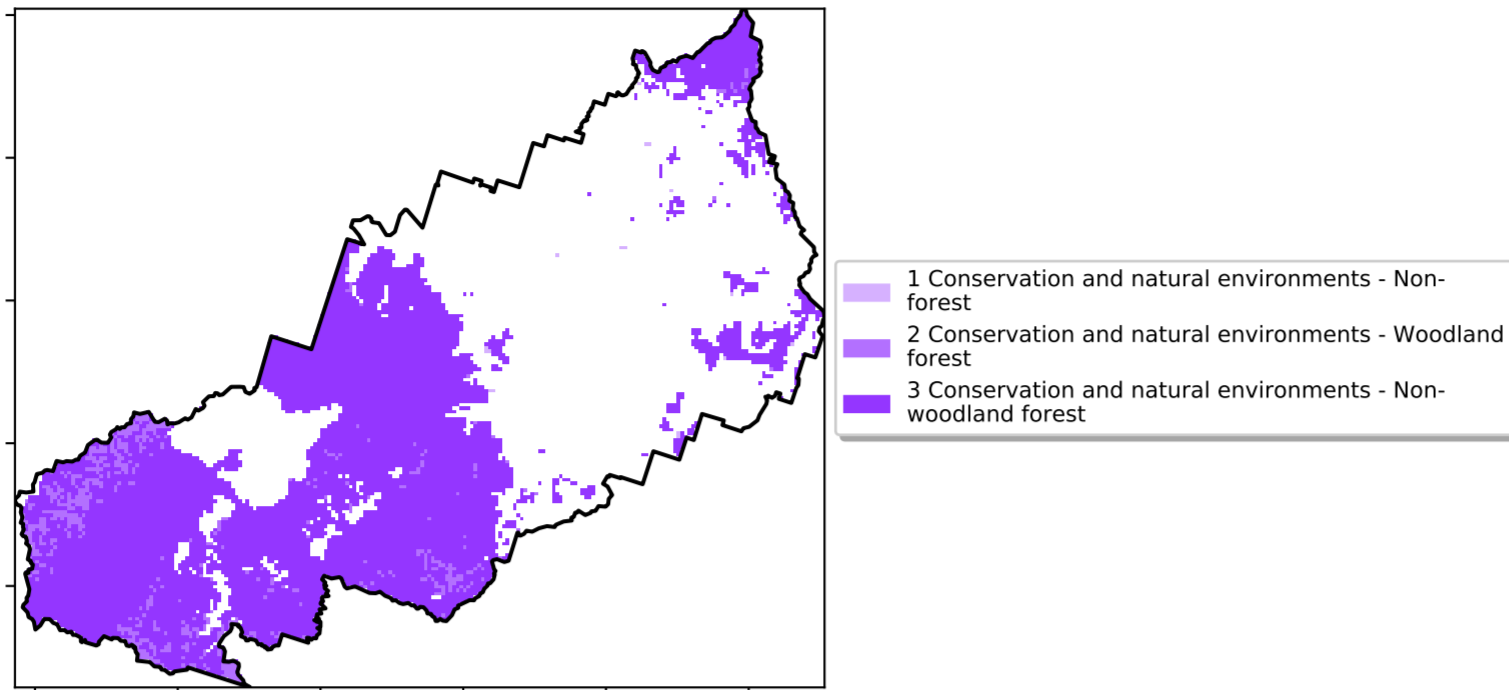 1 Conservation and natural environments - Non-
forest
2 Conservation and natural environments - Woodland
forest
3 Conservation and natural environments - Non-
woodland forest